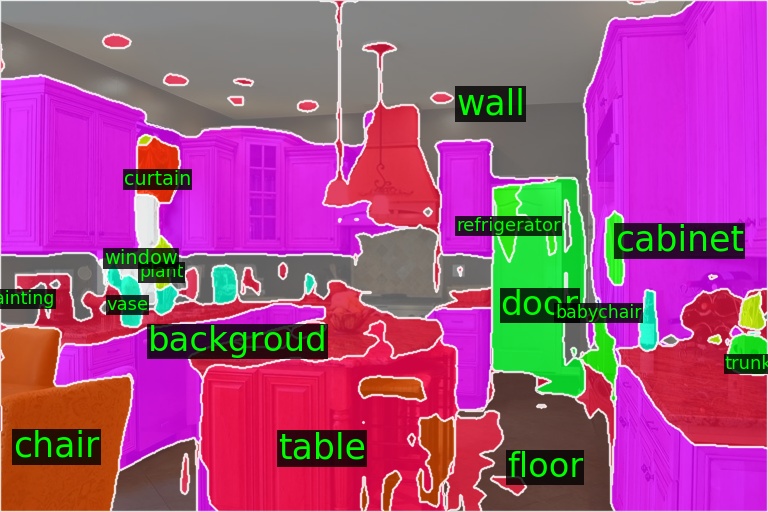 wall
curtain
refrigerator
cabinet
window
plant
ainting
vase
door
babychair
backgroud
trunk
chair
table
floor